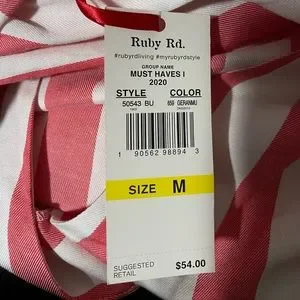 Ruby Rd.
#rubyrdliving #myrubyrdstyle
GROUP NAME
MUST HAVES I
2020
STYLE COLOR
50543 BU 659 GERANMU
1 90562 98894 3
SIZE M
SUGGESTED
RETAIL $54.00